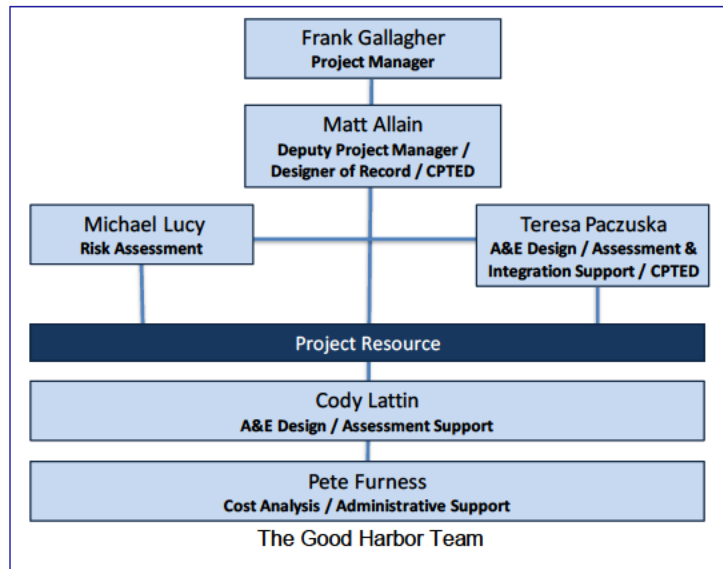 Frank Gallagher
Project Manager
Matt Allain
Deputy Project Manager /
Designer of Record / CPTED
Michael Lucy
Risk Assessment
Teresa Paczuska
A&E Design / Assessment &
Integration Support / CPTED
Project Resource
Cody Lattin
A&E Design / Assessment Support
Pete Furness
Cost Analysis / Administrative Support
The Good Harbor Team